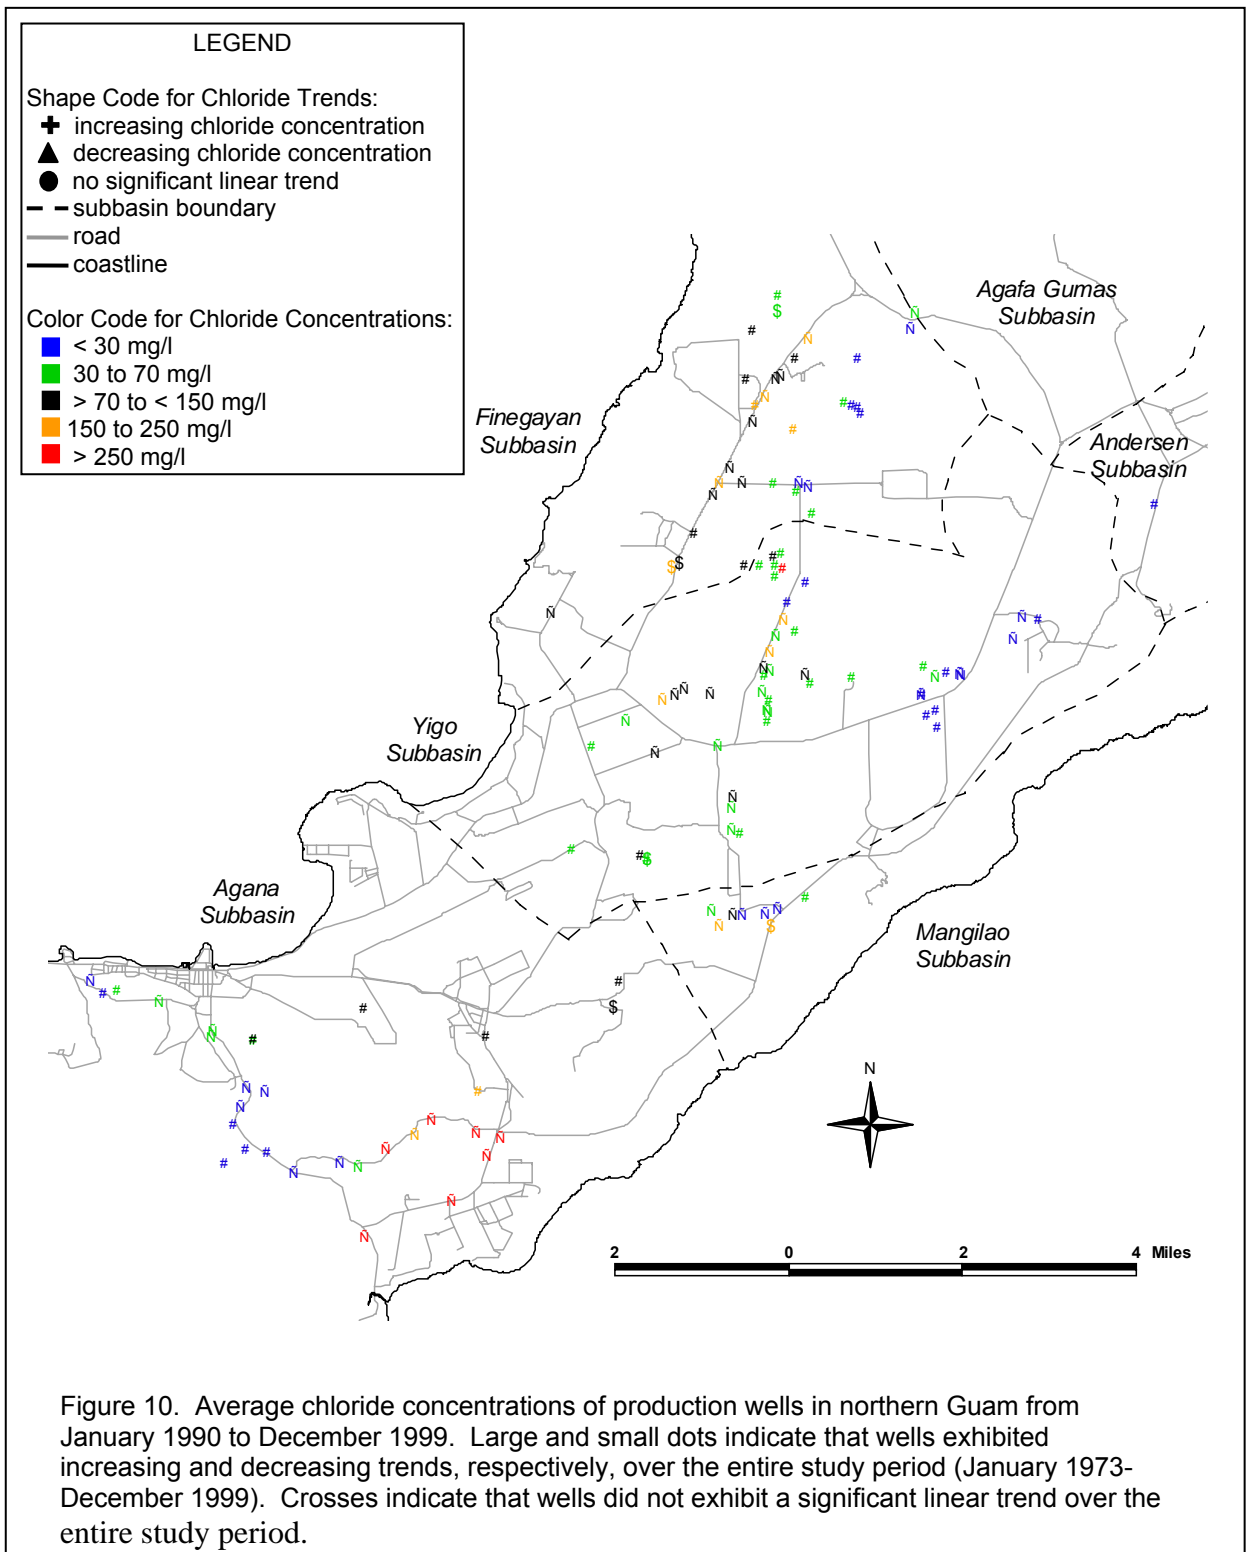 LEGEND
Shape Code for Chloride Trends:
increasing chloride concentration
decreasing chloride concentration
no significant linear trend
subbasin boundary
road
coastline
Color Code for Chloride Concentrations:
< 30 mg/l
30 to 70 mg/l
> 70 to < 150 mg/l
150 to 250 mg/l
> 250 mg/l
Agafa Gumas
Subbasin
Finegayan
Subbasin
Andersen
Subbasin
Yigo
Subbasin
Agana
Subbasin
Mangilao
Subbasin
N
2 0 2 4 Miles
Figure 10. Average chloride concentrations of production wells in northern Guam from
January 1990 to December 1999. Large and small dots indicate that wells exhibited
increasing and decreasing trends, respectively, over the entire study period (January 1973-
December 1999). Crosses indicate that wells did not exhibit a significant linear trend over the
entire study period.